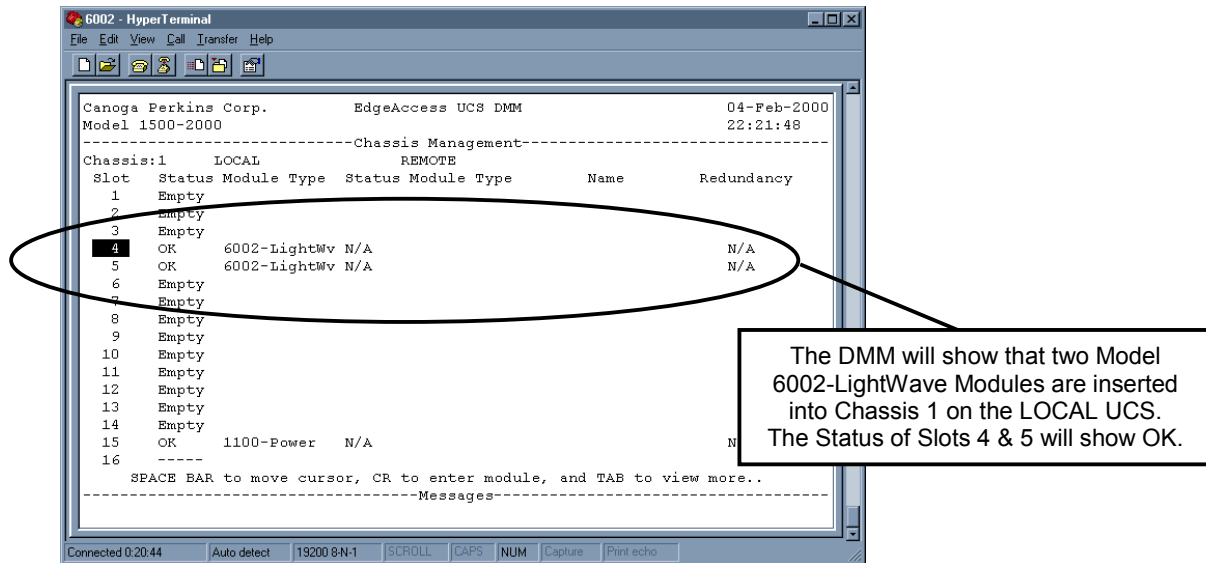 6002 - HyperTerminal
File Edit View Call Transfer Help
Canoga Perkins Corp. EdgeAccess UCS DMM 04-Feb-2000
Model 1500-2000 22:21:48
------------------------------Chassis Management----------------------------------
Chassis:1 LOCAL REMOTE
Slot Status Module Type Status Module Type Name Redundancy
1 Empty
2 Empty
3 Empty
4 OK 6002-LightWv N/A N/A
5 OK 6002-LightWv N/A N/A
6 Empty
7 Empty
8 Empty
9 Empty
10 Empty
11 Empty
12 Empty
13 Empty
14 Empty
15 OK 1100-Power N/A N
16 -----
SPACE BAR to move cursor, CR to enter module, and TAB to view more..
-------------------------------------Messages-------------------------------------
Connected 0:20:44 Auto detect 19200 8-N-1 SCROLL CAPS NUM Capture Print echo
The DMM will show that two Model
6002-LightWave Modules are inserted
into Chassis 1 on the LOCAL UCS.
The Status of Slots 4 & 5 will show OK.